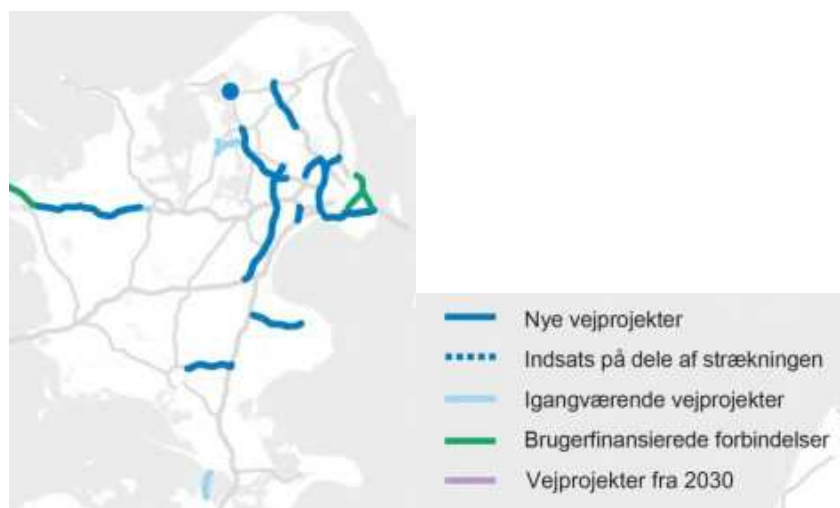 Nye vejprojekter
Indsats på dele af strækningen
Igangværende vejprojekter
Brugerfinansierede forbindelser
Vejprojekter fra 2030